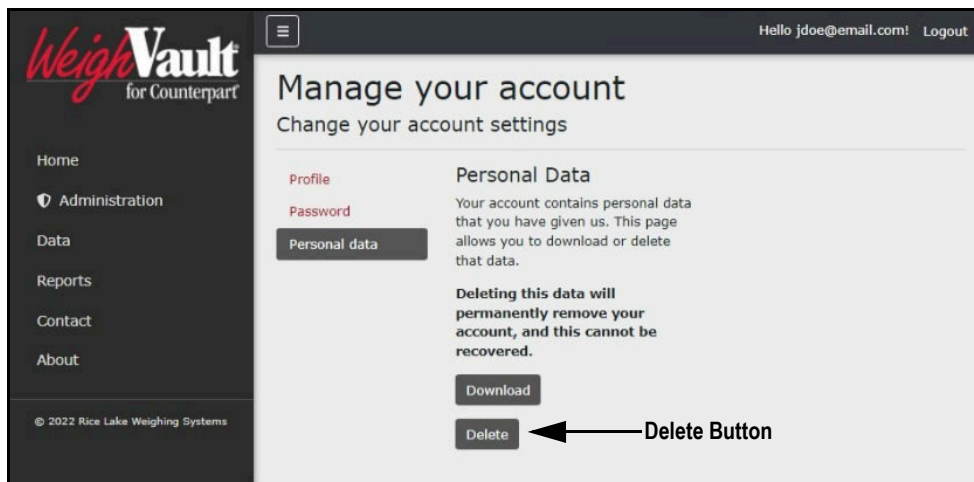 WeighVault
for Counterpart
Hello jdoe@email.com! Logout
Manage your account
Change your account settings
Home
Administration
Data
Reports
Contact
About
© 2022 Rice Lake Weighing Systems
Profile
Password
Personal data
Personal Data
Your account contains personal data
that you have given us. This page
allows you to download or delete
that data.
Deleting this data will
permanently remove your
account, and this cannot be
recovered.
Download
Delete
Delete Button